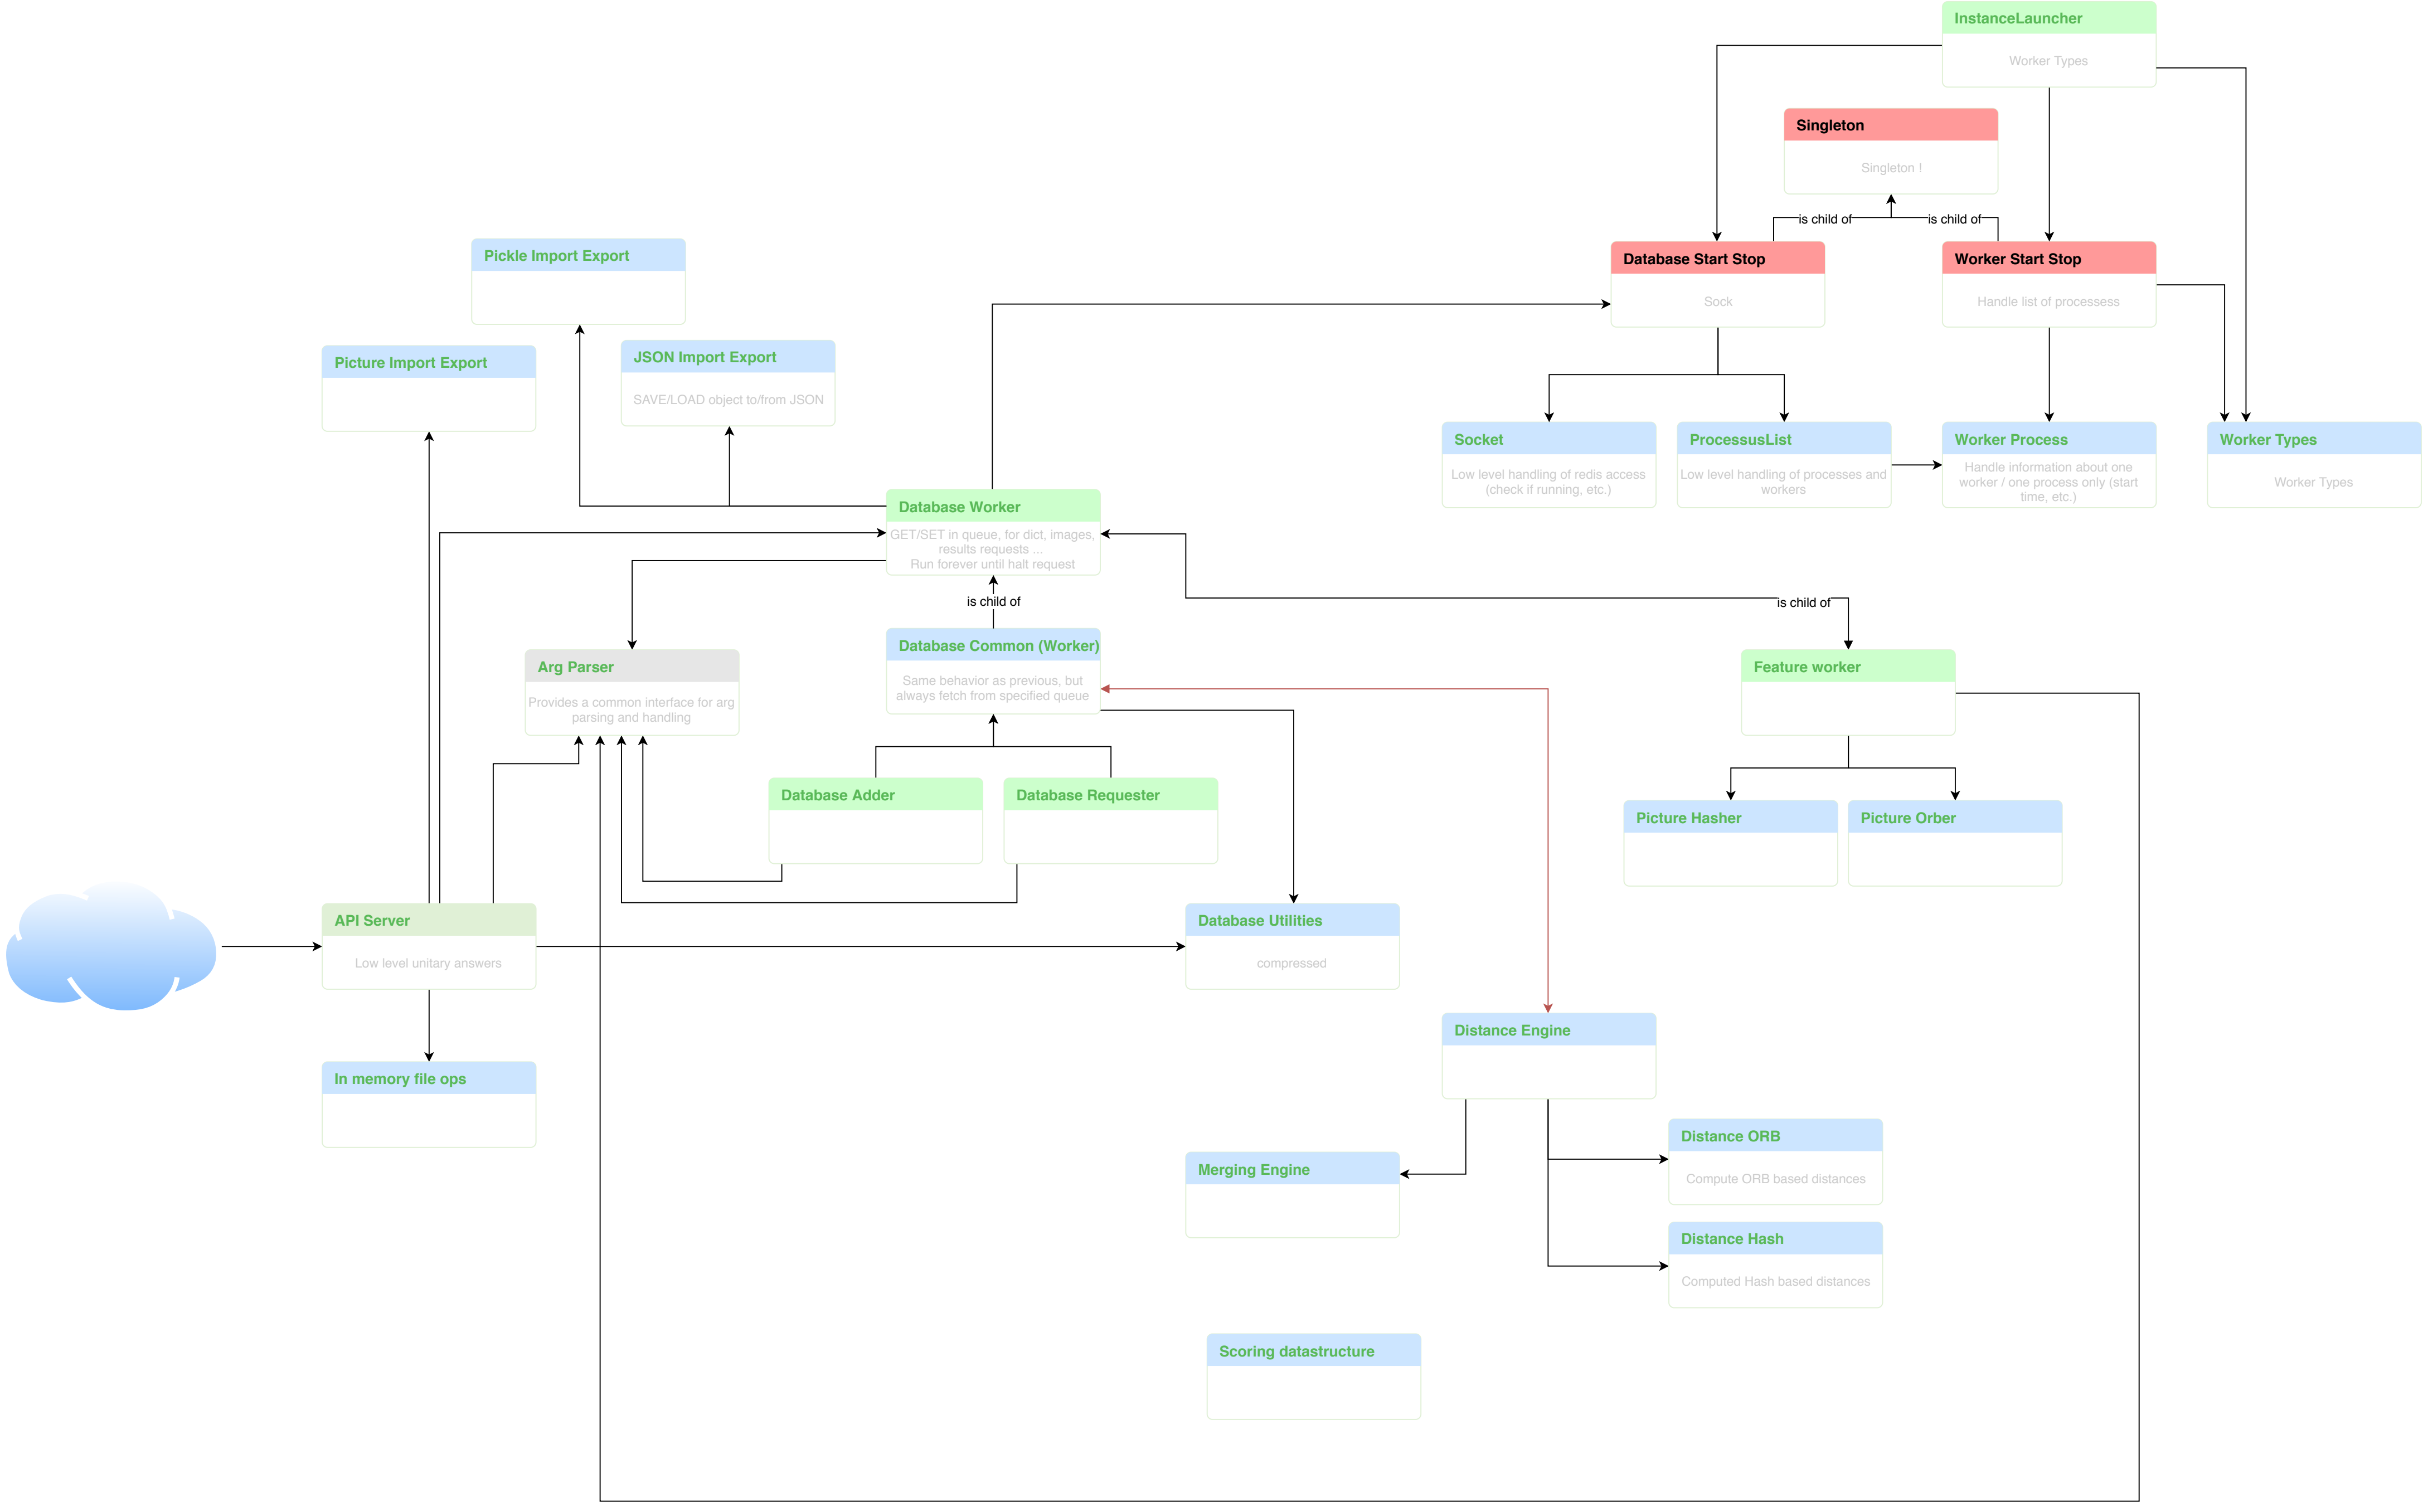 InstanceLauncher
Worker Types
Singleton
Singleton !
is child of
is child of
Pickle Import Export
Database Start Stop
Sock
Worker Start Stop
Handle list of processess
Picture Import Export
JSON Import Export
SAVE/LOAD object to/from JSON
Socket
Low level handling of redis access
(check if running, etc.)
ProcessusList
Low level handling of processes and
workers
Worker Process
Handle information about one
worker / one process only (start
time, etc.)
Worker Types
Worker Types
Database Worker
GET/SET in queue, for dict, images,
results requests ...
Run forever until halt request
is child of
is child of
Database Common (Worker)
Same behavior as previous, but
always fetch from specified queue
Arg Parser
Provides a common interface for arg
parsing and handling
Feature worker
Database Adder
Database Requester
Picture Hasher
Picture Orber
API Server
Low level unitary answers
Database Utilities
compressed
Distance Engine
In memory file ops
Distance ORB
Compute ORB based distances
Merging Engine
Distance Hash
Computed Hash based distances
Scoring datastructure